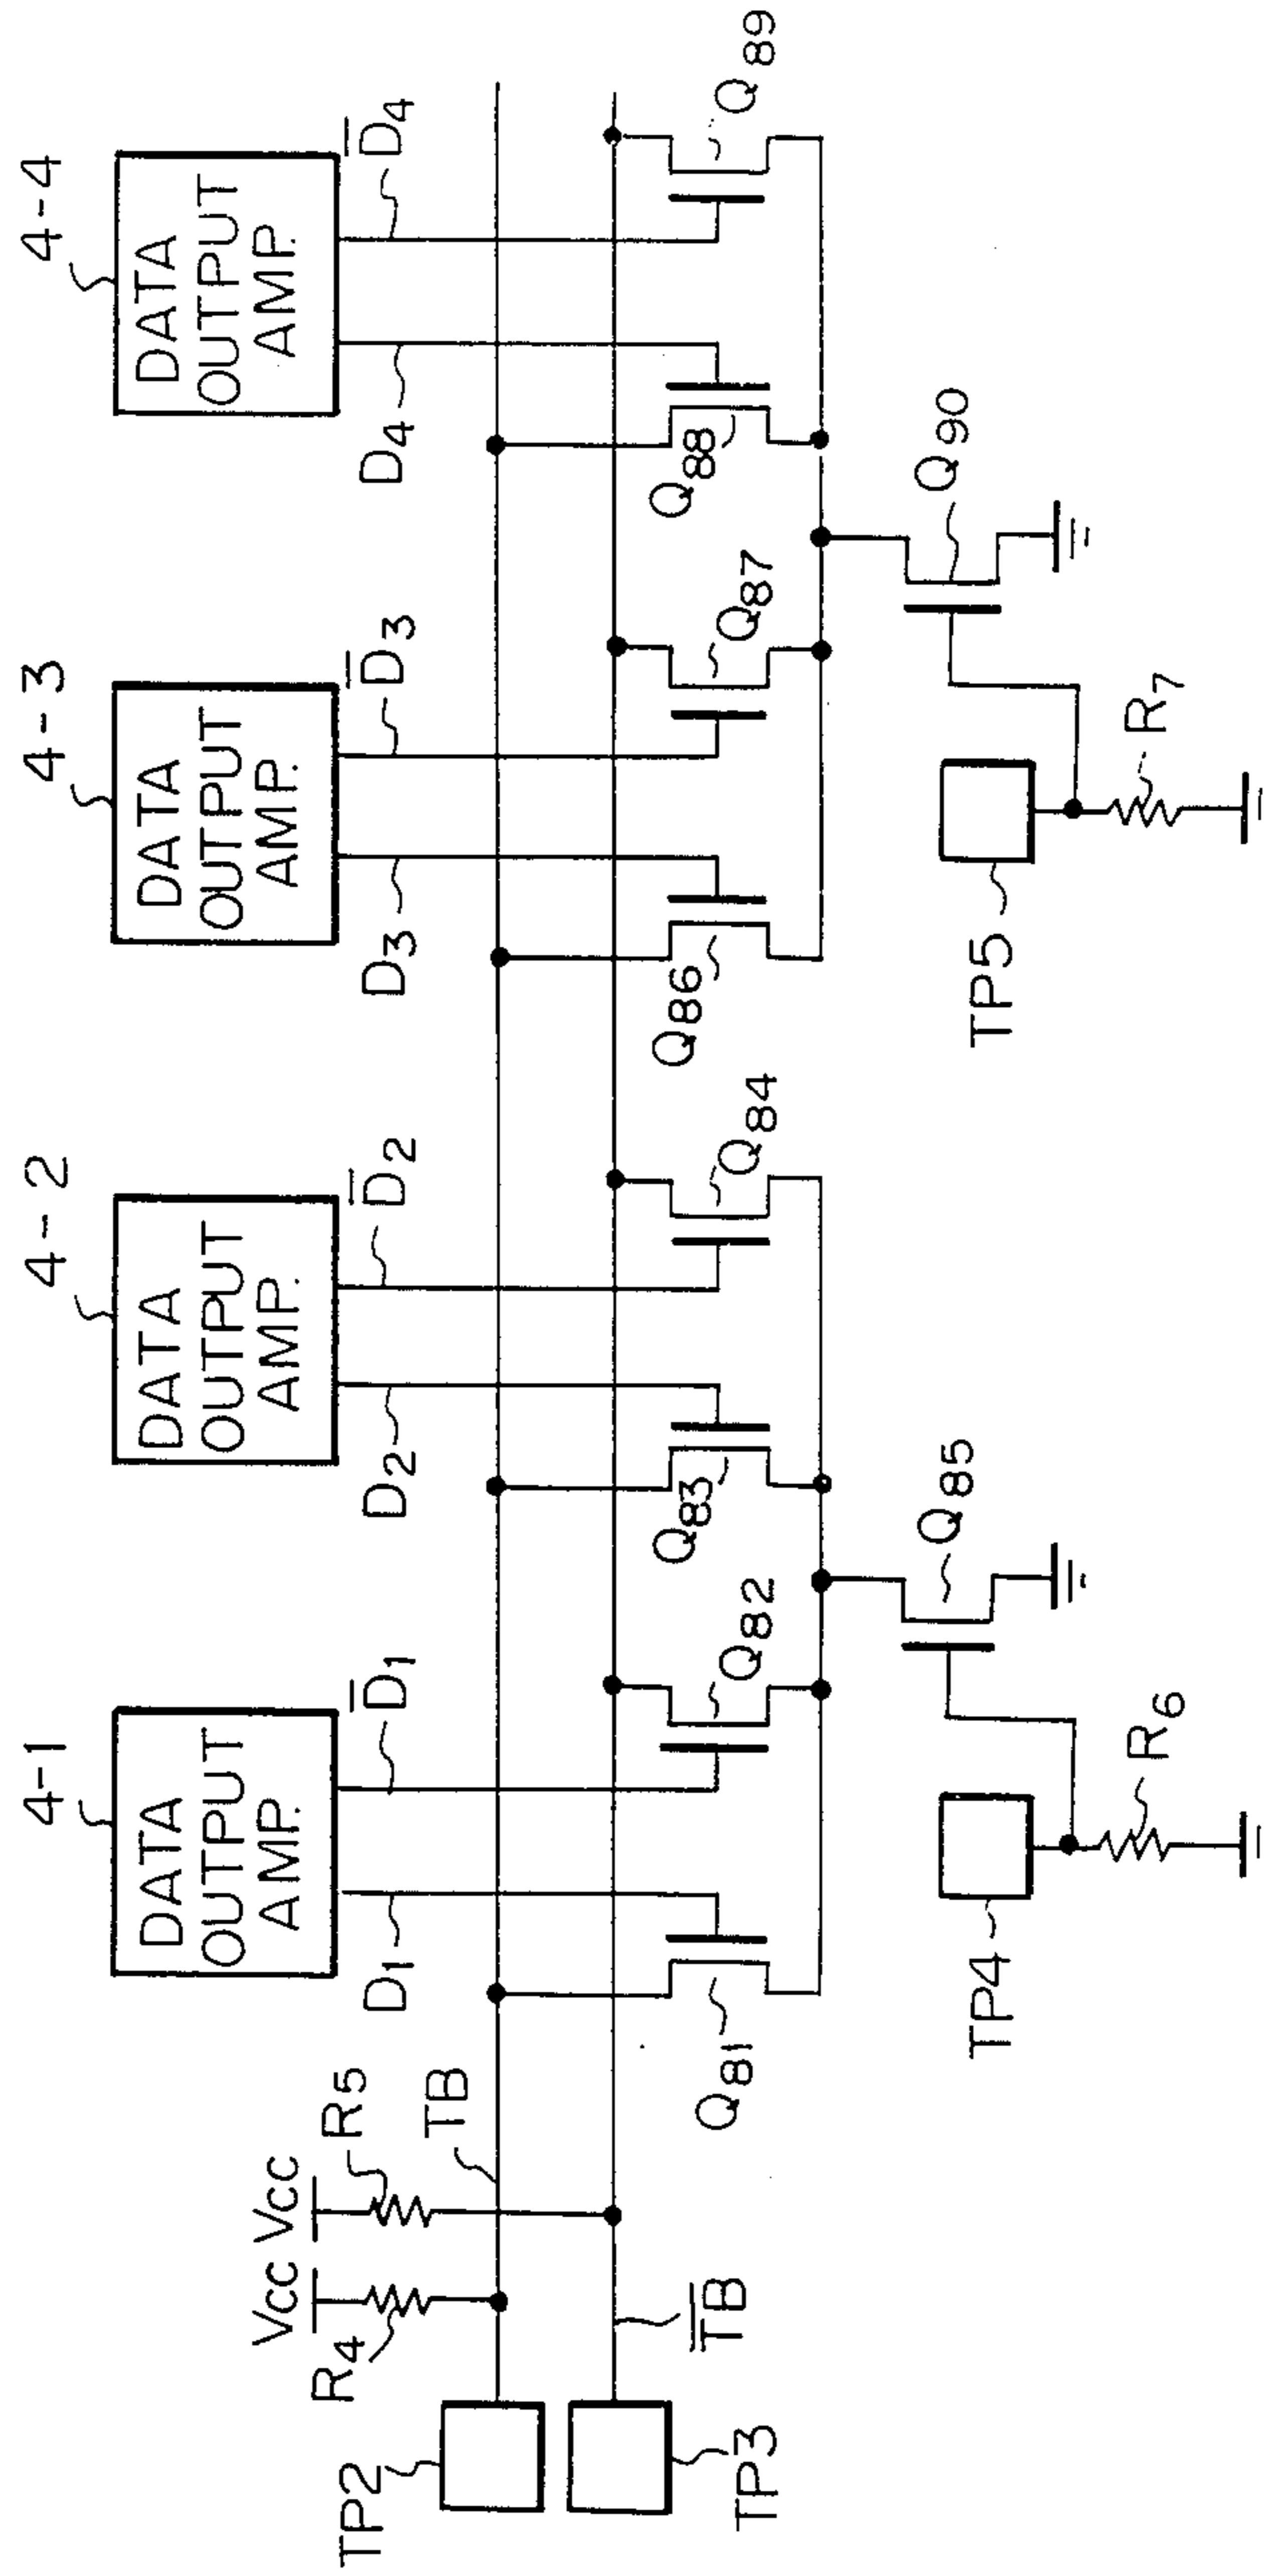 4-1
4-2
4-3
4-4
DATA
OUTPUT
AMP.
DATA
OUTPUT
AMP.
DATA
OUTPUT
AMP.
DATA
OUTPUT
AMP.
D1
D̅1
D2
D̅2
D3
D̅3
D4
D̅4
Vcc
Vcc
R4
R5
TB
T̅B̅
TP2
TP3
Q81
Q82
Q83
Q84
Q86
Q87
Q88
Q89
Q85
Q90
TP4
R6
TP5
R7